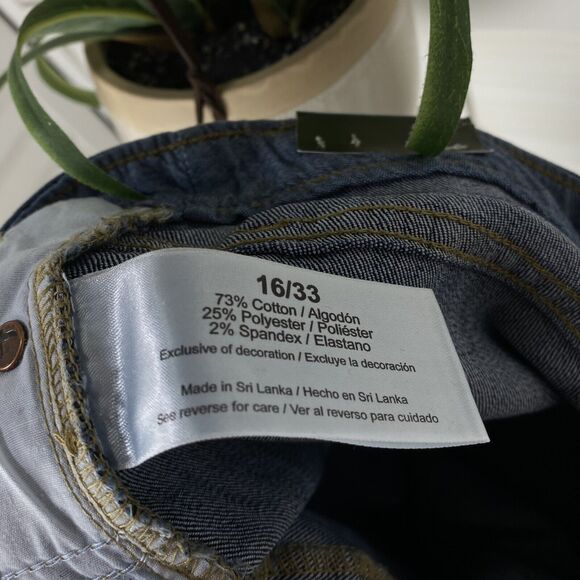 16/33
73% Cotton / Algodón
25% Polyester / Poliéster
2% Spandex / Elastano
Exclusive of decoration / Excluye la decoración
Made in Sri Lanka / Hecho en Sri Lanka
See reverse for care / Ver al reverso para cuidado